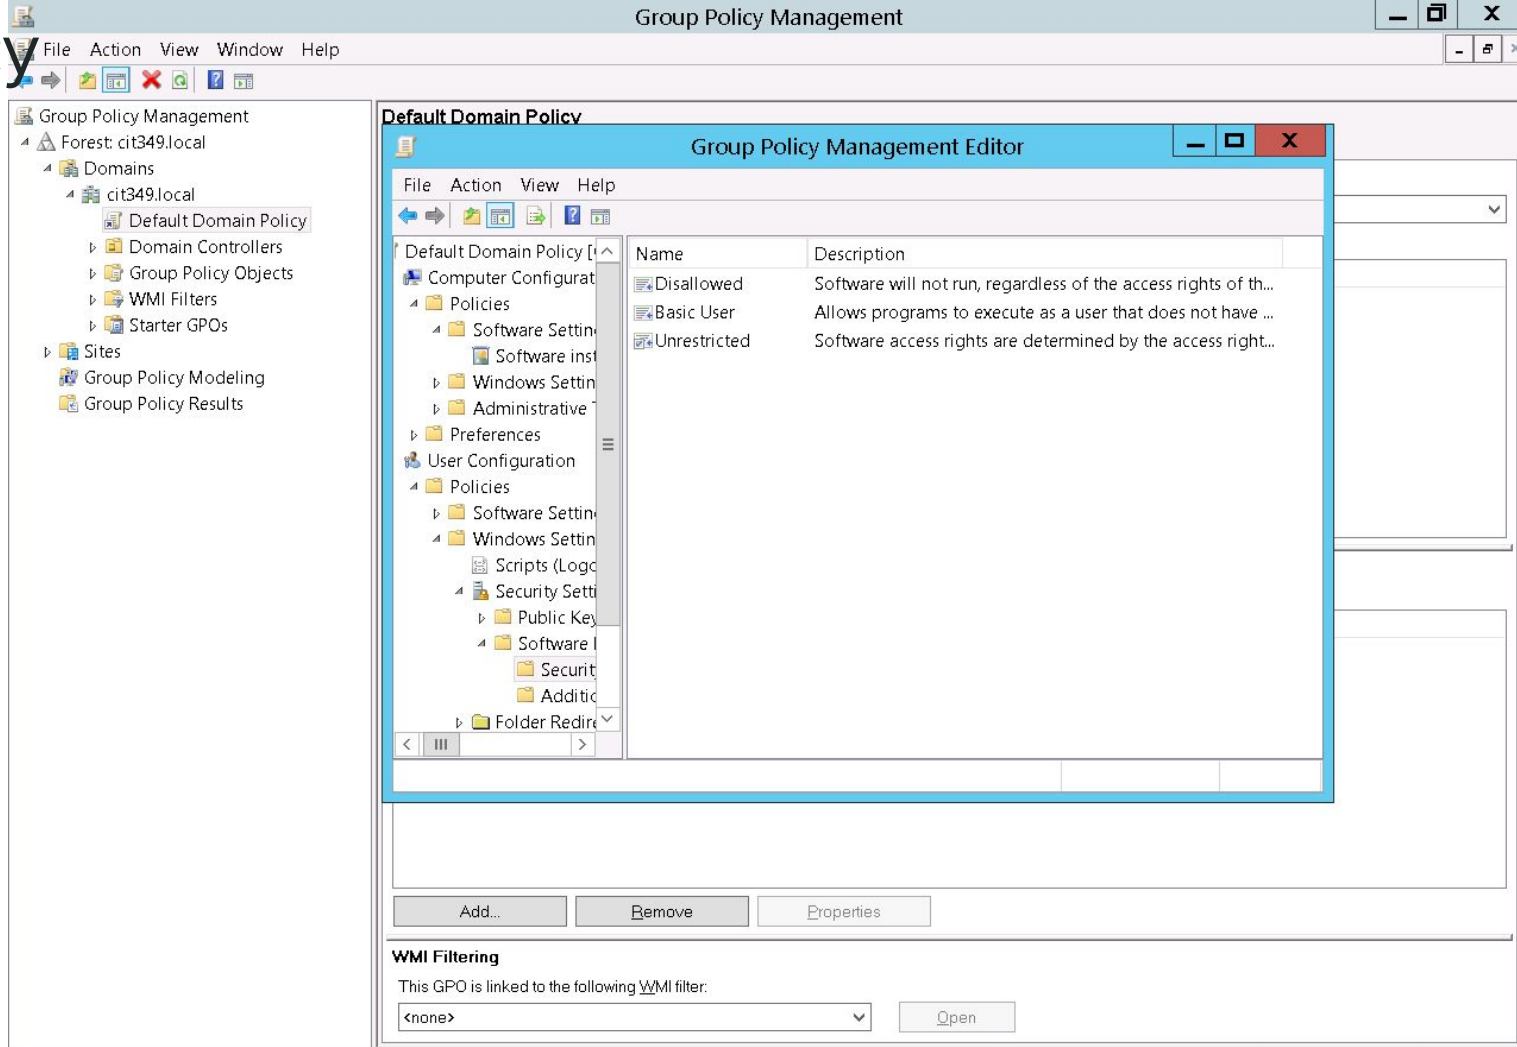 Group Policy Management
y
File Action View Window Help
Group Policy Management
Forest: cit349.local
Domains
cit349.local
Default Domain Policy
Domain Controllers
Group Policy Objects
WMI Filters
Starter GPOs
Sites
Group Policy Modeling
Group Policy Results
Default Domain Policy
Group Policy Management Editor
File Action View Help
Default Domain Policy [
Computer Configurat
Policies
Software Settin
Software inst
Windows Settin
Administrative
Preferences
User Configuration
Policies
Software Settin
Windows Settin
Scripts (Logo
Security Setti
Public Key
Software
Securit
Additio
Folder Redire
Name Description
Disallowed Software will not run, regardless of the access rights of th...
Basic User Allows programs to execute as a user that does not have ...
Unrestricted Software access rights are determined by the access right...
Add... Remove Properties
WMI Filtering
This GPO is linked to the following WMI filter:
<none> Open